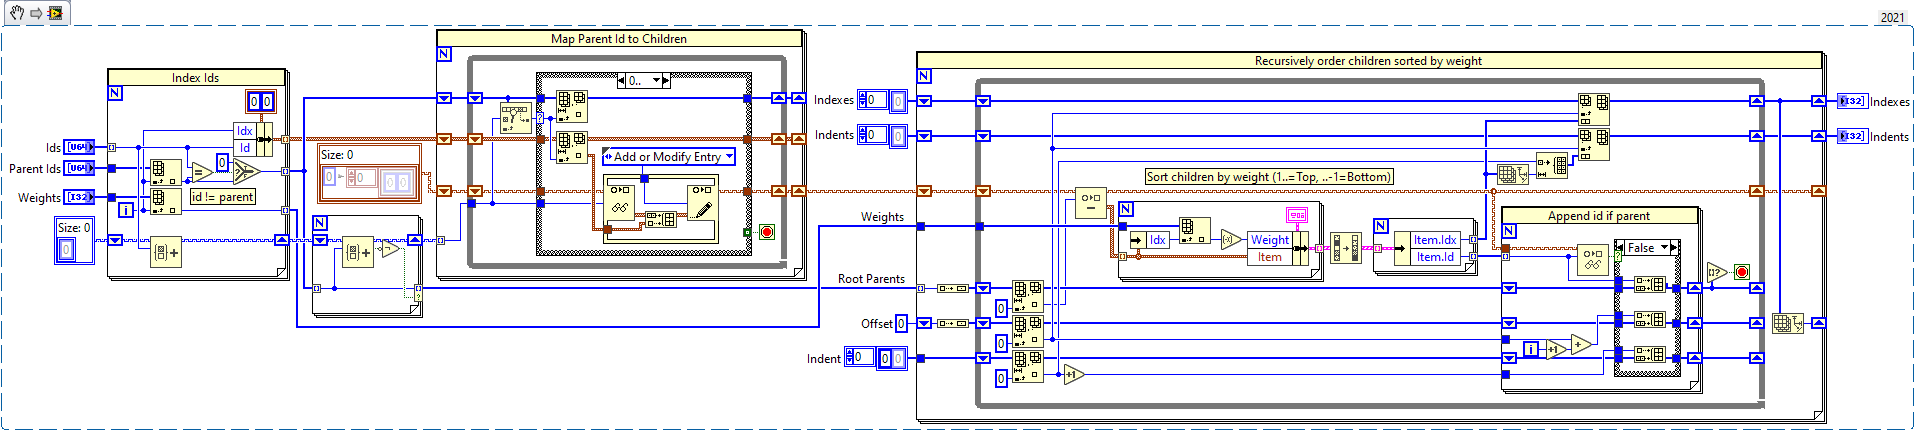 2021
Index Ids
N
0 0
Idx
Id
Ids
[U64]
Parent Ids
[U64]
Weights
[I32]
=
0
?
id != parent
i
Size: 0
0
+
N
+
Map Parent Id to Children
N
0..
?
Add or Modify Entry
Size: 0
0
0
0 0
Recursively order children sorted by weight
N
Indexes
0
0
Indents
0
0
[I32]
Indexes
[I32]
Indents
Sort children by weight (1..=Top, ..-1=Bottom)
Weights
N
Idx
Weight
Item
N
Item.Idx
Item.Id
Root Parents
0
Offset
0
0
Indent
0
0 0
0
+1
Append id if parent
N
False
?
i
+1
+